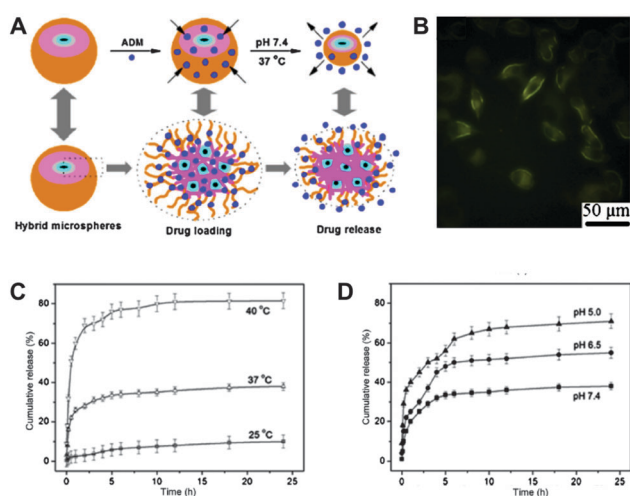 A
ADM
pH 7.4
37 °C
Hybrid microspheres
Drug loading
Drug release
B
50 µm
C
Cumulative release (%)
80
60
40
20
0
40 °C
37 °C
25 °C
0
5
10
15
20
25
Time (h)
D
Cumulative release (%)
80
60
40
20
0
pH 5.0
pH 6.5
pH 7.4
0
5
10
15
20
25
Time (h)